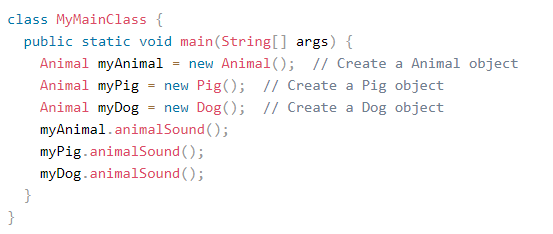 class MyMainClass {
  public static void main(String[] args) {
    Animal myAnimal = new Animal();  // Create a Animal object
    Animal myPig = new Pig();  // Create a Pig object
    Animal myDog = new Dog();  // Create a Dog object
    myAnimal.animalSound();
    myPig.animalSound();
    myDog.animalSound();
  }
}